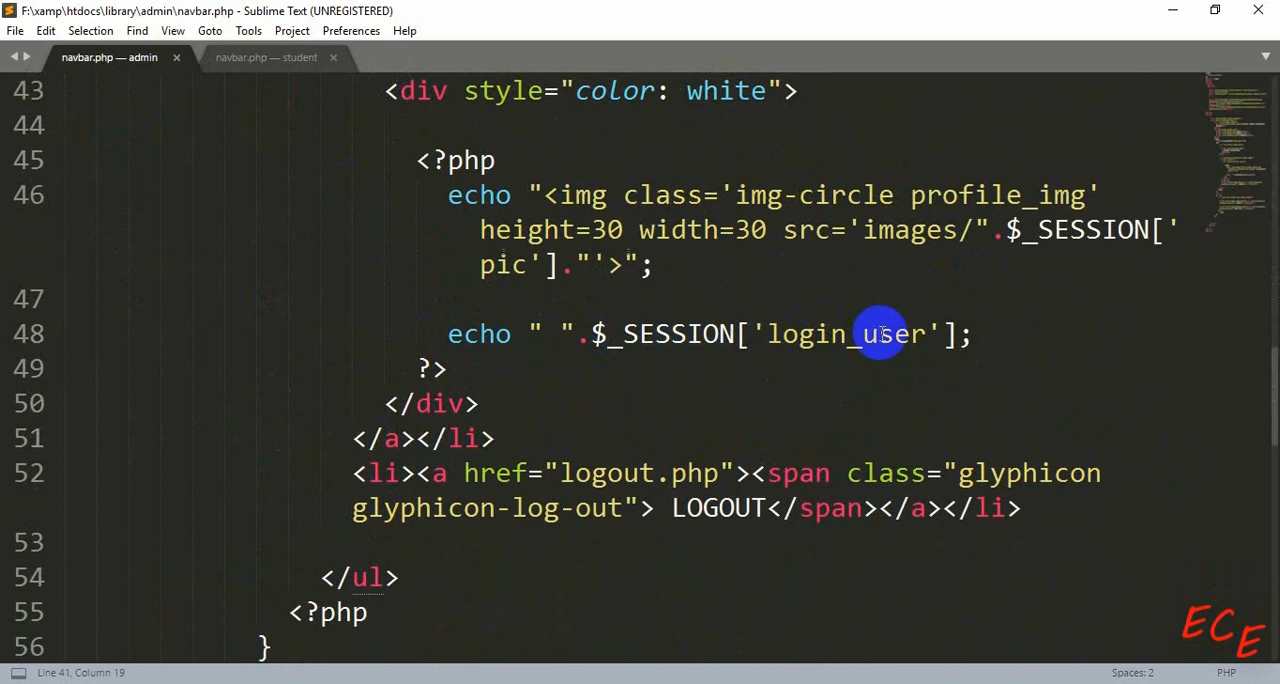 F:\xamp\htdocs\library\admin\navbar.php - Sublime Text (UNREGISTERED)
File Edit Selection Find View Goto Tools Project Preferences Help
navbar.php — admin × navbar.php — student ×
43 <div style="color: white">
44
45 <?php
46 echo "<img class='img-circle profile_img'
height=30 width=30 src='images/".$_SESSION['
pic']."'>";
47
48 echo " ".$_SESSION['login_user'];
49 ?>
50 </div>
51 </a></li>
52 <li><a href="logout.php"><span class="glyphicon
glyphicon-log-out"> LOGOUT</span></a></li>
53
54 </ul>
55 <?php
56 }
ECE
Line 41, Column 19 Spaces: 2 PHP